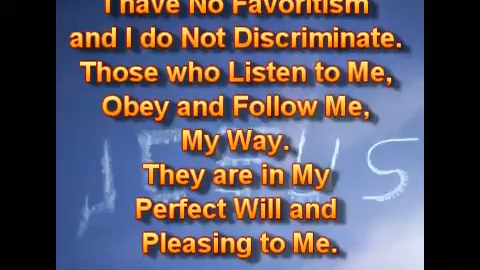 I have No Favoritism
and I do Not Discriminate.
Those who Listen to Me,
Obey and Follow Me,
My Way.
They are in My
Perfect Will and
Pleasing to Me.
JESUS